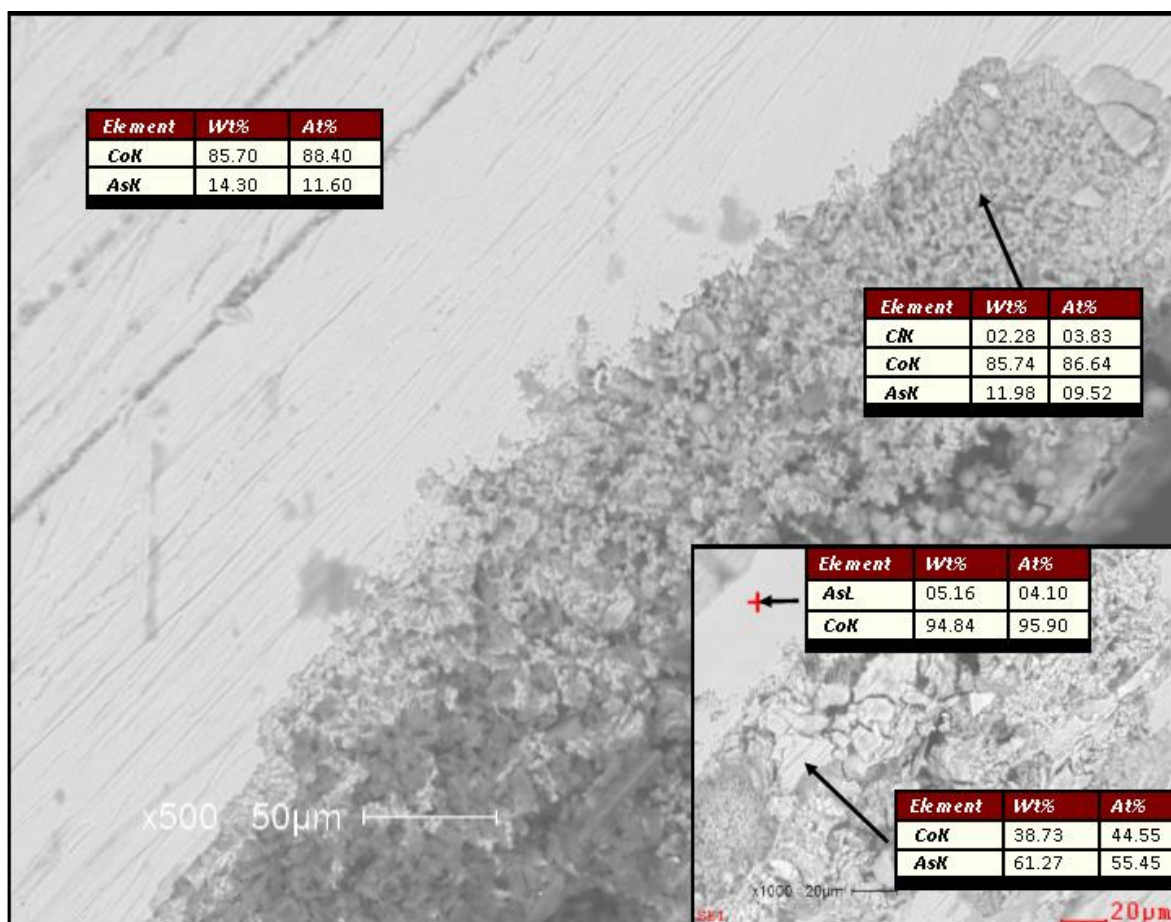 Element Wt% At%
CoK 85.70 88.40
AsK 14.30 11.60
Element Wt% At%
ClK 02.28 03.83
CoK 85.74 86.64
AsK 11.98 09.52
x500 50µm
Element Wt% At%
AsL 05.16 04.10
CoK 94.84 95.90
Element Wt% At%
CoK 38.73 44.55
AsK 61.27 55.45
x1000 20µm
SEI 20µm